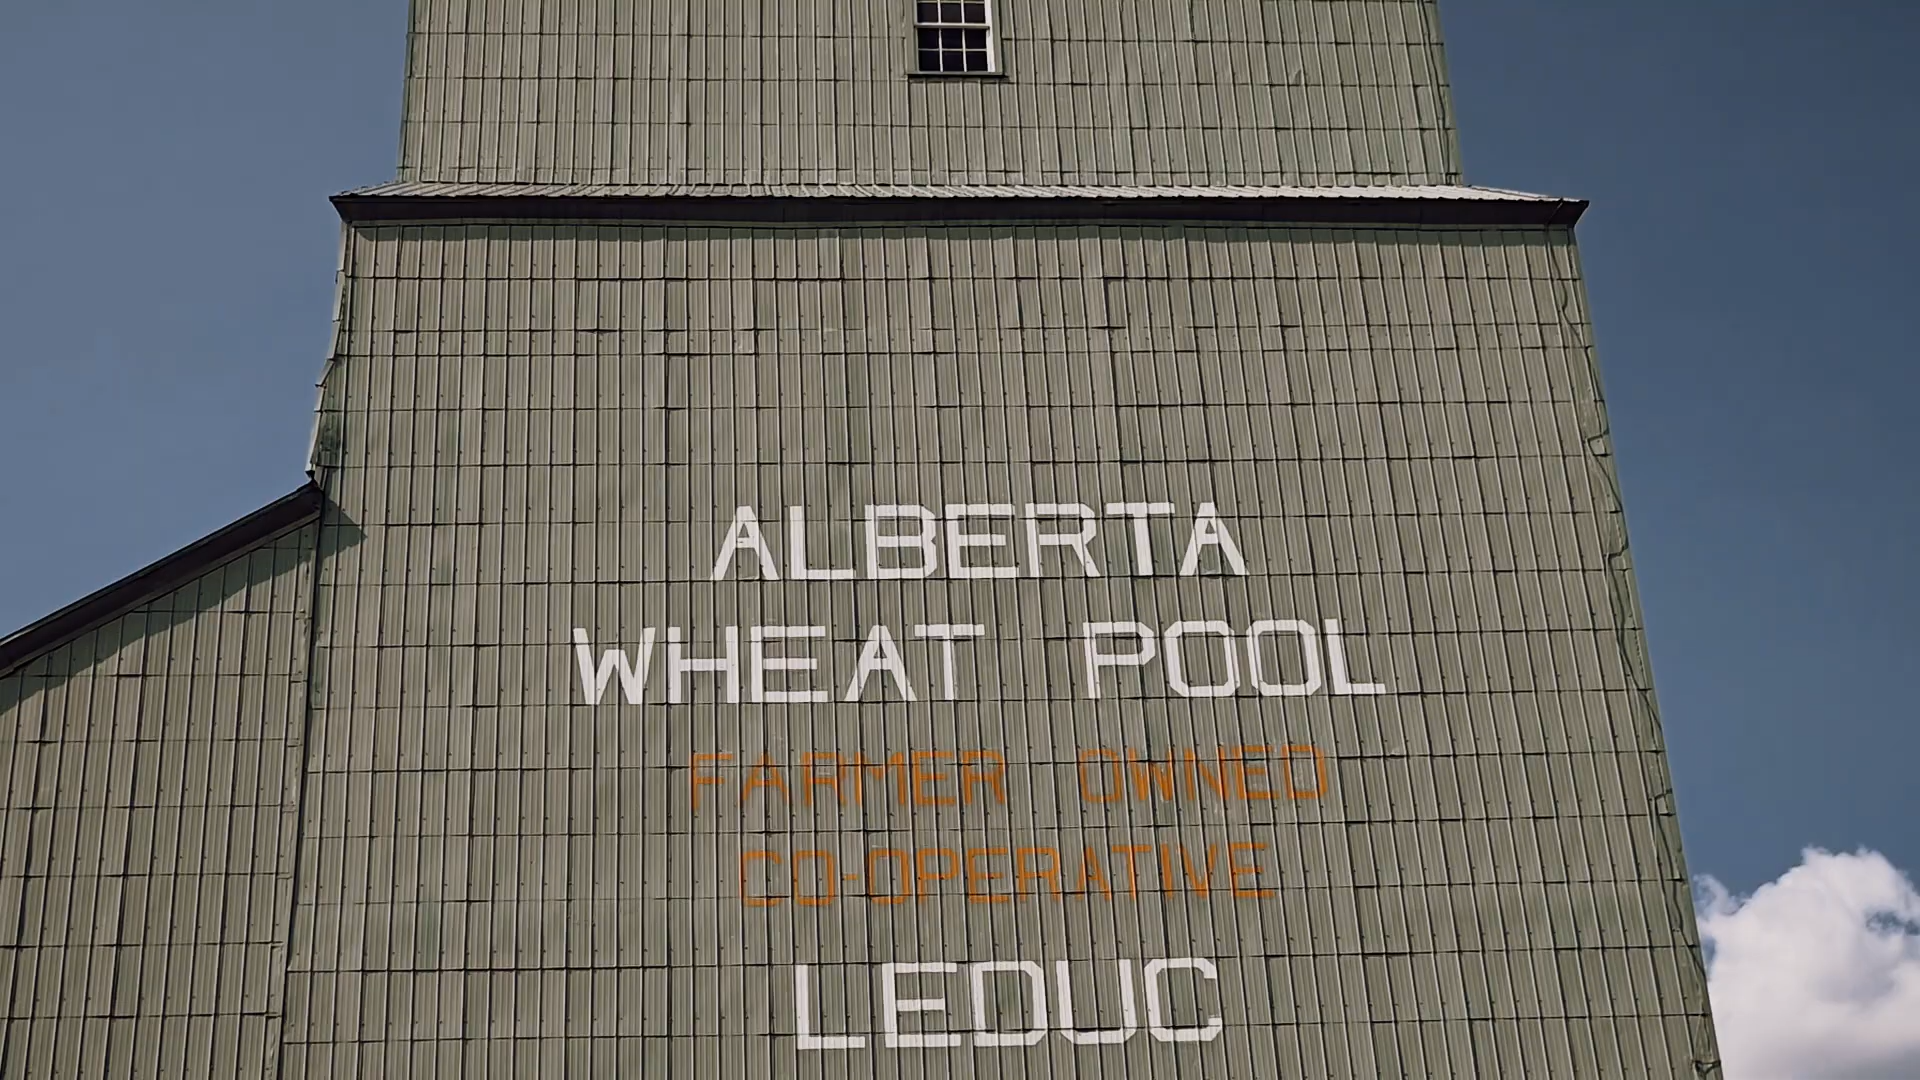 ALBERTA
WHEAT POOL
FARMER OWNED
CO-OPERATIVE
LEDUC